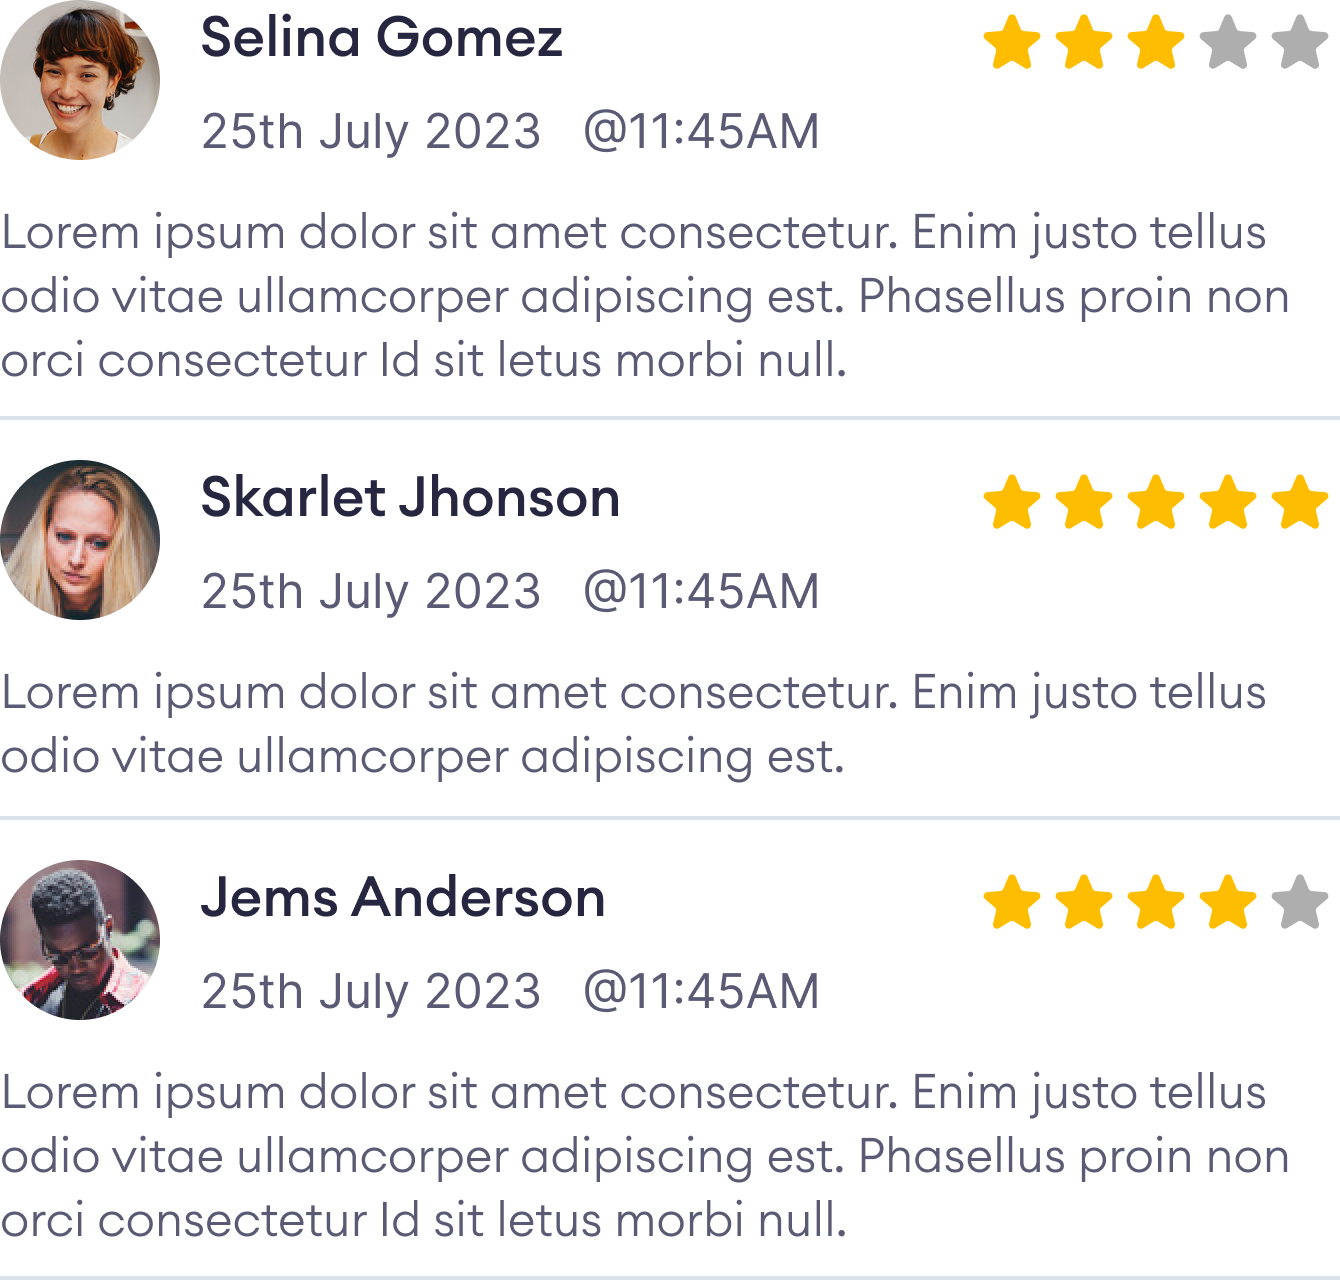 Selina Gomez
25th July 2023 @11:45AM
Lorem ipsum dolor sit amet consectetur. Enim justo tellus
odio vitae ullamcorper adipiscing est. Phasellus proin non
orci consectetur Id sit letus morbi null.
Skarlet Jhonson
25th July 2023 @11:45AM
Lorem ipsum dolor sit amet consectetur. Enim justo tellus
odio vitae ullamcorper adipiscing est.
Jems Anderson
25th July 2023 @11:45AM
Lorem ipsum dolor sit amet consectetur. Enim justo tellus
odio vitae ullamcorper adipiscing est. Phasellus proin non
orci consectetur Id sit letus morbi null.